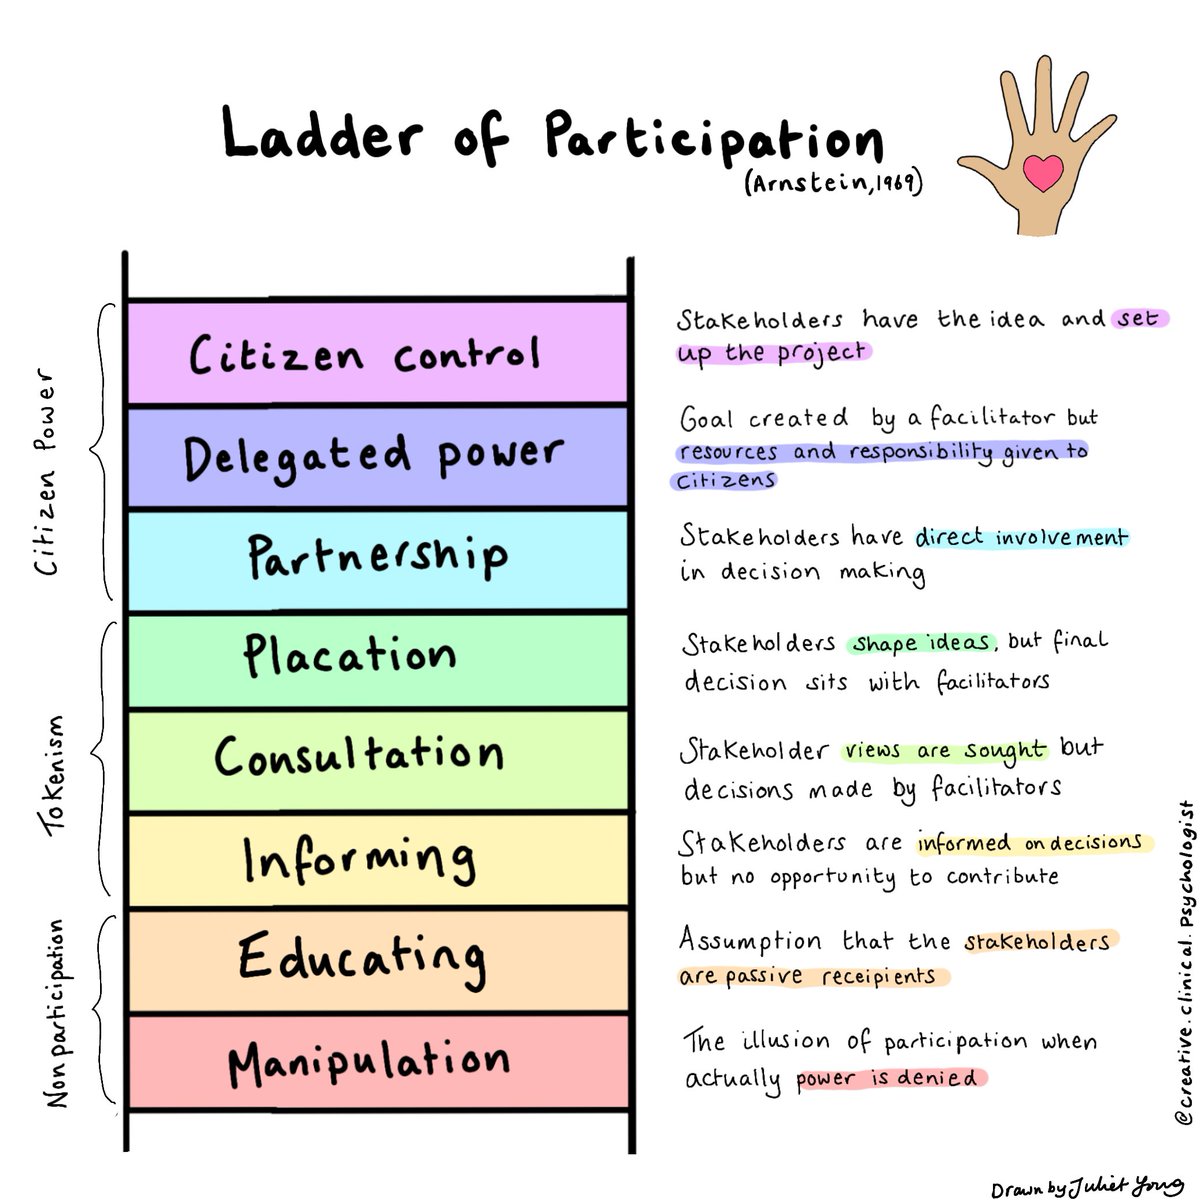 Ladder of Participation
(Arnstein, 1969)
Citizen Power
Citizen control
Stakeholders have the idea and set
up the project
Delegated power
Goal created by a facilitator but
resources and responsibility given to
citizens
Partnership
Stakeholders have direct involvement
in decision making
Tokenism
Placation
Stakeholders shape ideas, but final
decision sits with facilitators
Consultation
Stakeholder views are sought but
decisions made by facilitators
Informing
Stakeholders are informed on decisions
but no opportunity to contribute
Nonparticipation
Educating
Assumption that the stakeholders
are passive receipients
Manipulation
The illusion of participation when
actually power is denied
@creative.clinical.psychologist
Drawn by Juliet Young